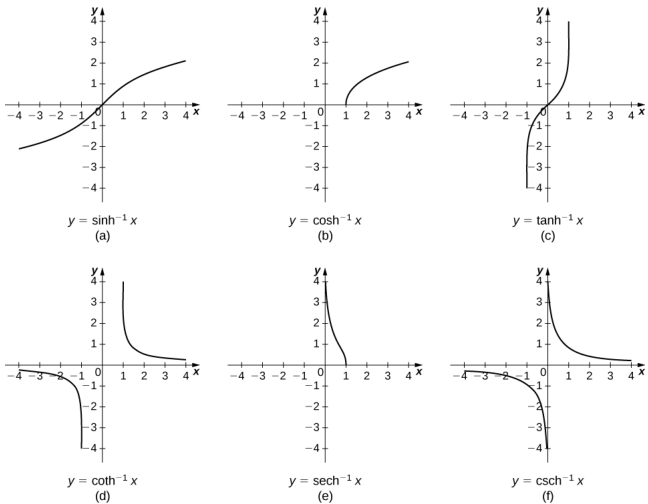 y
4
3
2
1
−4 −3 −2 −1 0 1 2 3 4 x
−1
−2
−3
−4
y = sinh⁻¹ x
(a)
y
4
3
2
1
−4 −3 −2 −1 0 1 2 3 4 x
−1
−2
−3
−4
y = cosh⁻¹ x
(b)
y
4
3
2
1
−4 −3 −2 −1 0 1 2 3 4 x
−1
−2
−3
−4
y = tanh⁻¹ x
(c)
y
4
3
2
1
−4 −3 −2 −1 0 1 2 3 4 x
−1
−2
−3
−4
y = coth⁻¹ x
(d)
y
4
3
2
1
−4 −3 −2 −1 0 1 2 3 4 x
−1
−2
−3
−4
y = sech⁻¹ x
(e)
y
4
3
2
1
−4 −3 −2 −1 0 1 2 3 4 x
−1
−2
−3
−4
y = csch⁻¹ x
(f)